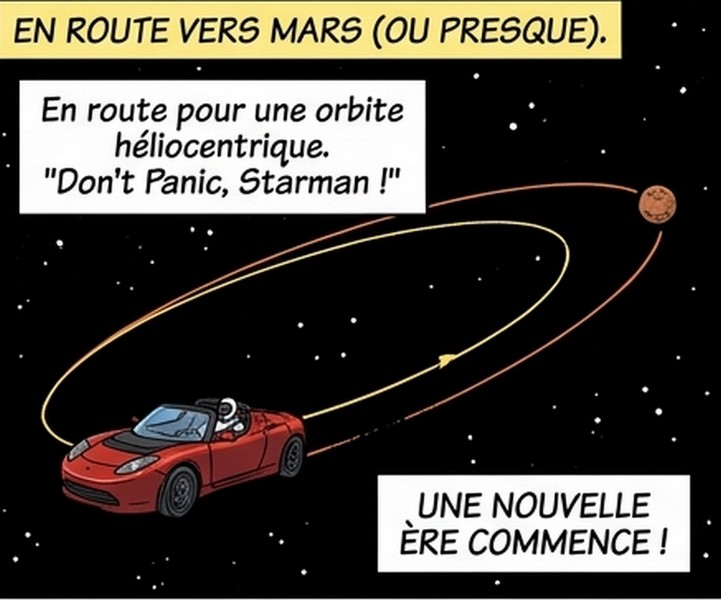 EN ROUTE VERS MARS (OU PRESQUE).
En route pour une orbite
héliocentrique.
"Don't Panic, Starman !"
UNE NOUVELLE
ÈRE COMMENCE !